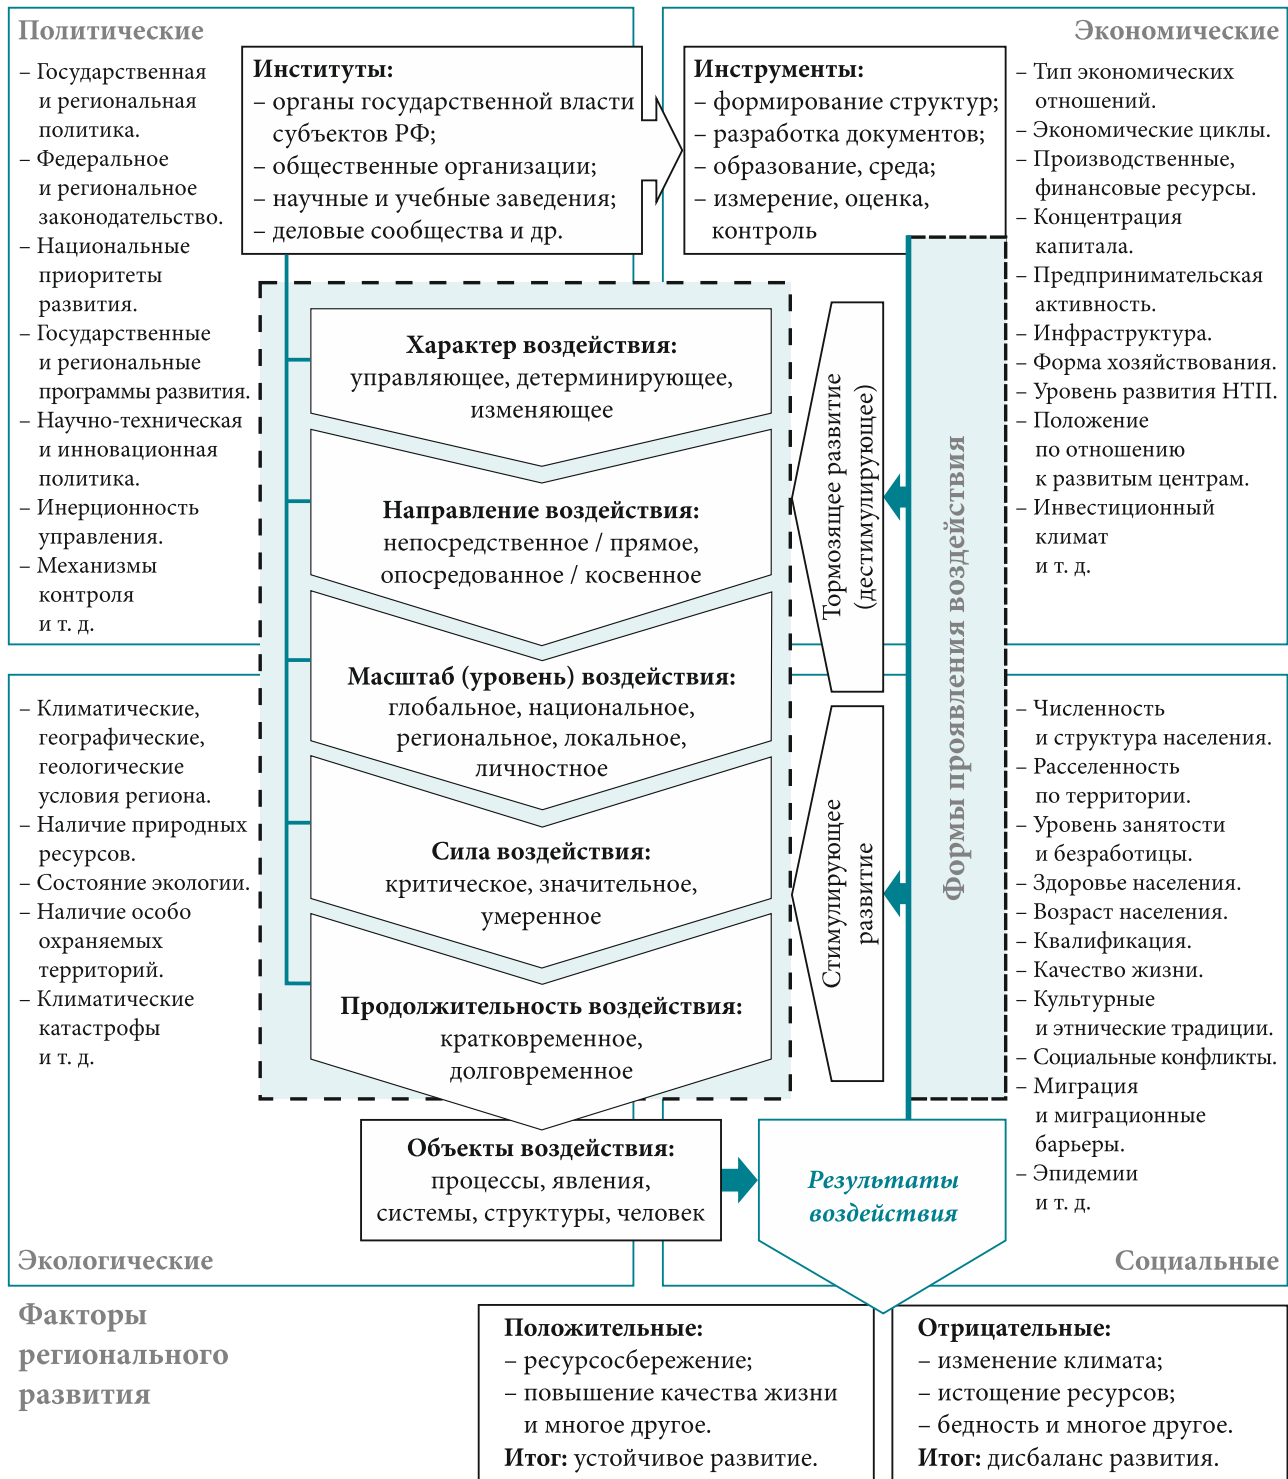 Политические
– Государственная
и региональная
политика.
– Федеральное
и региональное
законодательство.
– Национальные
приоритеты
развития.
– Государственные
и региональные
программы развития.
– Научно-техническая
и инновационная
политика.
– Инерционность
управления.
– Механизмы
контроля
и т. д.
Институты:
– органы государственной власти
субъектов РФ;
– общественные организации;
– научные и учебные заведения;
– деловые сообщества и др.
Инструменты:
– формирование структур;
– разработка документов;
– образование, среда;
– измерение, оценка,
контроль
Экономические
– Тип экономических
отношений.
– Экономические циклы.
– Производственные,
финансовые ресурсы.
– Концентрация
капитала.
– Предпринимательская
активность.
– Инфраструктура.
– Форма хозяйствования.
– Уровень развития НТП.
– Положение
по отношению
к развитым центрам.
– Инвестиционный
климат
и т. д.
Характер воздействия:
управляющее, детерминирующее,
изменяющее
Направление воздействия:
непосредственное / прямое,
опосредованное / косвенное
Масштаб (уровень) воздействия:
глобальное, национальное,
региональное, локальное,
личностное
Сила воздействия:
критическое, значительное,
умеренное
Продолжительность воздействия:
кратковременное,
долговременное
Тормозящее развитие
(дестимулирующее)
Стимулирующее
развитие
Формы проявления воздействия
– Климатические,
географические,
геологические
условия региона.
– Наличие природных
ресурсов.
– Состояние экологии.
– Наличие особо
охраняемых
территорий.
– Климатические
катастрофы
и т. д.
Экологические
– Численность
и структура населения.
– Расселенность
по территории.
– Уровень занятости
и безработицы.
– Здоровье населения.
– Возраст населения.
– Квалификация.
– Качество жизни.
– Культурные
и этнические традиции.
– Социальные конфликты.
– Миграция
и миграционные
барьеры.
– Эпидемии
и т. д.
Социальные
Объекты воздействия:
процессы, явления,
системы, структуры, человек
Результаты
воздействия
Факторы
регионального
развития
Положительные:
– ресурсосбережение;
– повышение качества жизни
и многое другое.
Итог: устойчивое развитие.
Отрицательные:
– изменение климата;
– истощение ресурсов;
– бедность и многое другое.
Итог: дисбаланс развития.